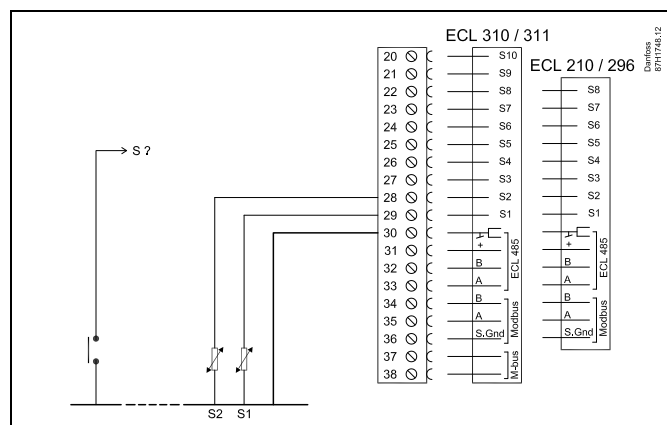 ECL 310 / 311
ECL 210 / 296
Danfoss
87H1748.12
20 S10
21 S9
22 S8 S8
23 S7 S7
24 S6 S6
25 S5 S5
26 S4 S4
27 S3 S3
28 S2 S2
29 S1 S1
30
31 + +
32 B B
33 A A
ECL 485 ECL 485
34 B B
35 A A
36 S.Gnd S.Gnd
Modbus Modbus
37
38
M-bus
S ?
S2 S1